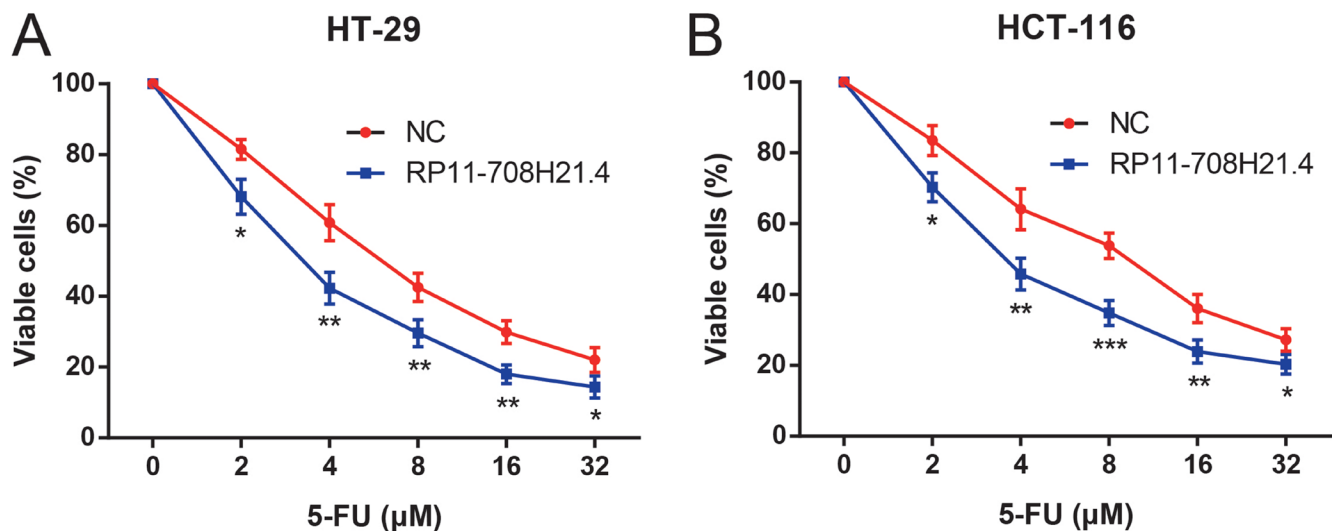 A
HT-29
100
80
60
40
20
0
Viable cells (%)
NC
RP11-708H21.4
*
**
**
**
*
0 2 4 8 16 32
5-FU (μM)
B
HCT-116
100
80
60
40
20
0
Viable cells (%)
NC
RP11-708H21.4
*
**
***
**
*
0 2 4 8 16 32
5-FU (μM)